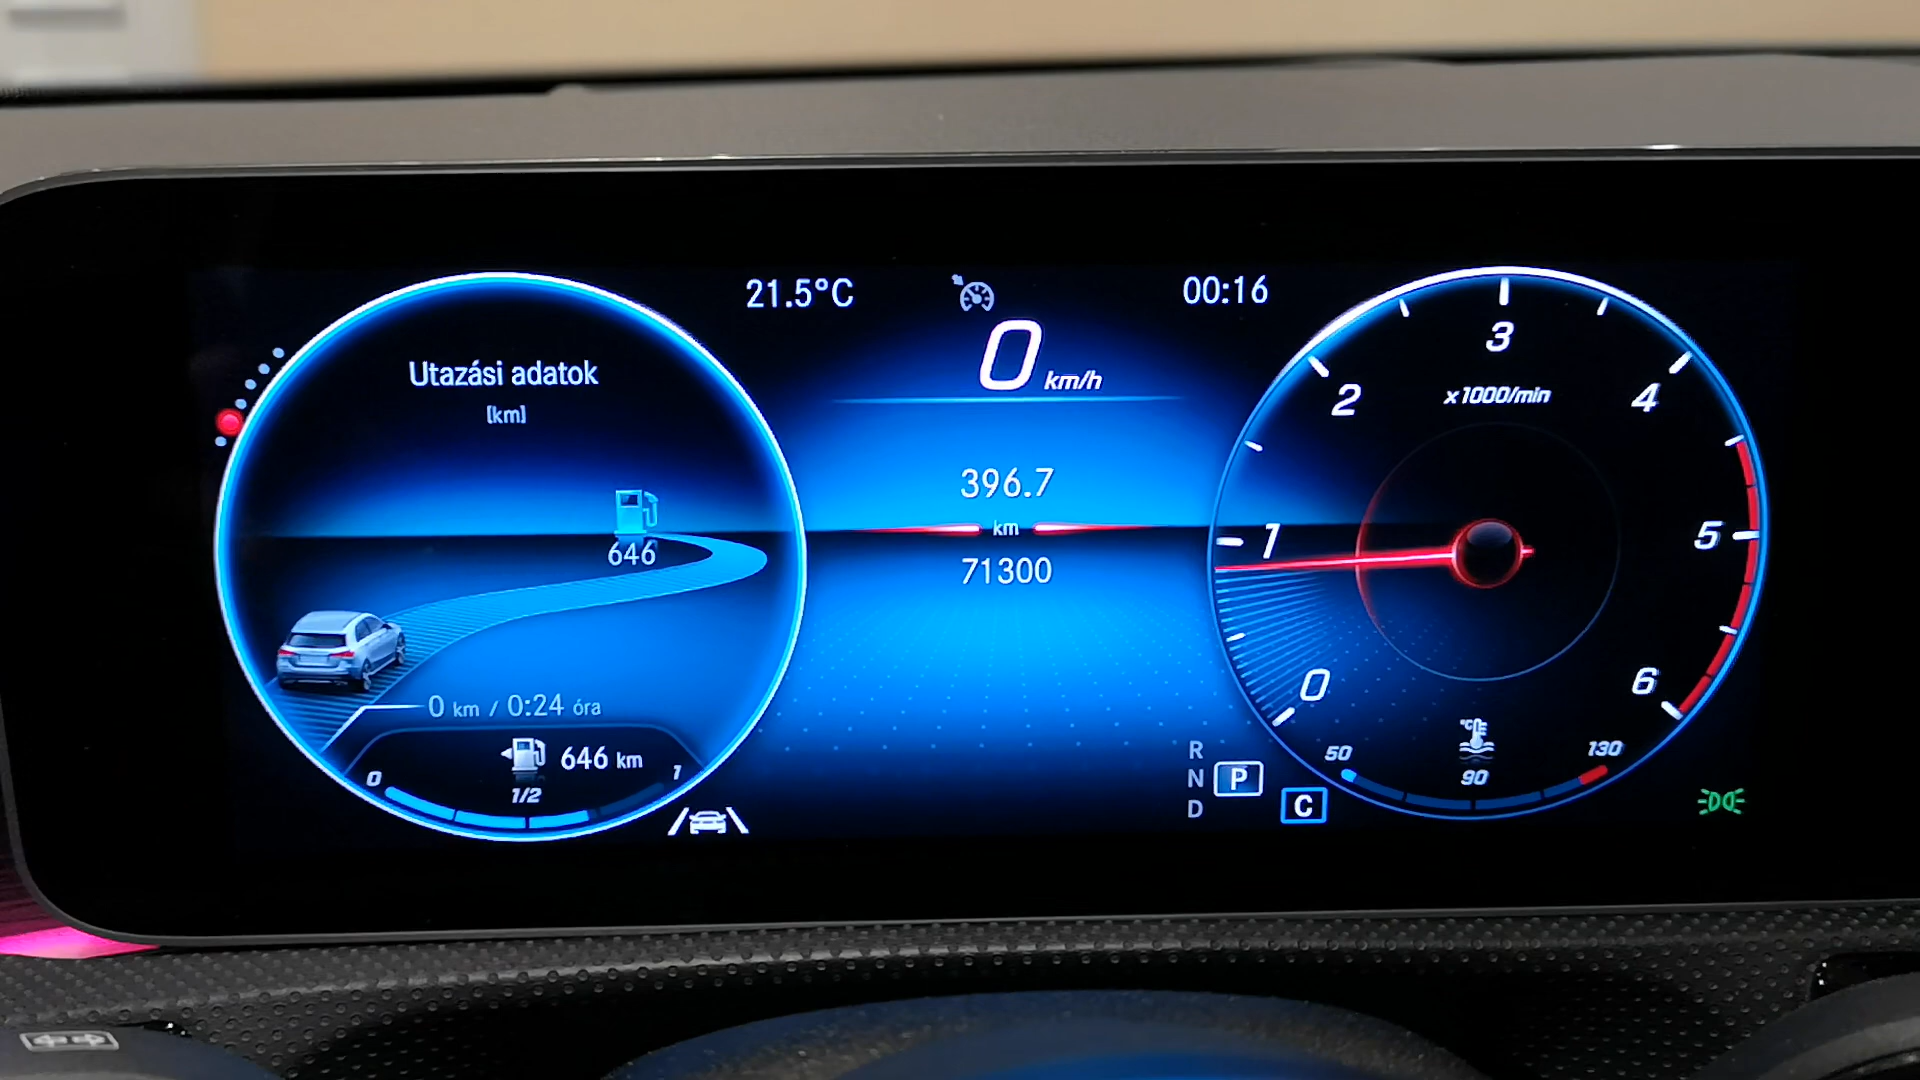 21.5°C
00:16
0 km/h
Utazási adatok
[km]
646
0 km / 0:24 óra
646 km
0
1/2
1
396.7
km
71300
R
N
D
P
C
0
1
2
3
4
5
6
x1000/min
50
°C
90
130